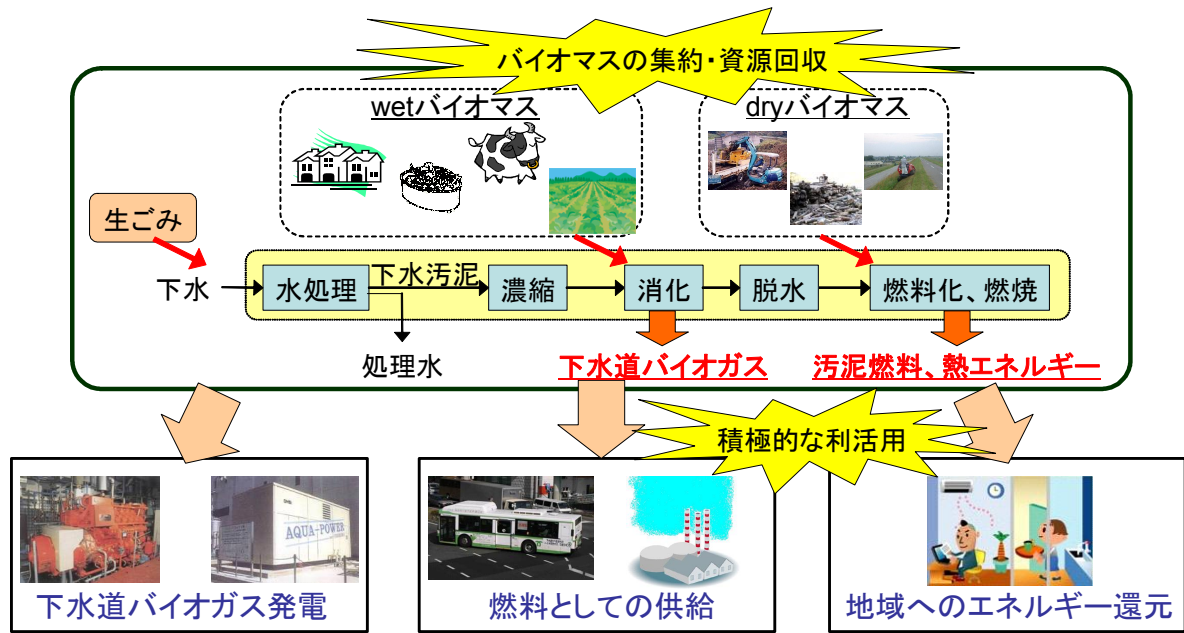 バイオマスの集約・資源回収
wetバイオマス
dryバイオマス
生ごみ
下水
水処理
下水汚泥
濃縮
消化
脱水
燃料化、燃焼
処理水
下水道バイオガス
汚泥燃料、熱エネルギー
積極的な利活用
AQUA-POWER
下水道バイオガス発電
燃料としての供給
地域へのエネルギー還元